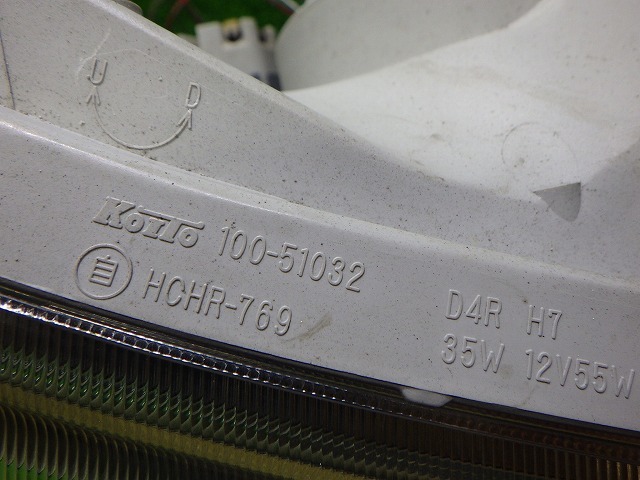 U D
KOITO 100-51032
自 HCHR-769
D4R H7
35W 12V55W